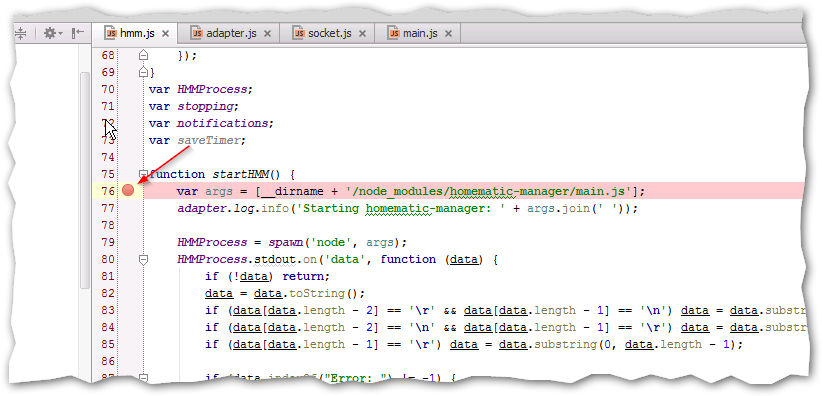 hmm.js adapter.js socket.js main.js
68 });
69 }
70 var HMMProcess;
71 var stopping;
72 var notifications;
73 var saveTimer;
74
75 function startHMM() {
76 var args = [__dirname + '/node_modules/homematic-manager/main.js'];
77 adapter.log.info('Starting homematic-manager: ' + args.join(' '));
78
79 HMMProcess = spawn('node', args);
80 HMMProcess.stdout.on('data', function (data) {
81 if (!data) return;
82 data = data.toString();
83 if (data[data.length - 2] == '\r' && data[data.length - 1] == '\n') data = data.substr
84 if (data[data.length - 2] == '\n' && data[data.length - 1] == '\r') data = data.substr
85 if (data[data.length - 1] == '\r') data = data.substring(0, data.length - 1);
86
87 if (data.indexOf("Error: ") != -1) {